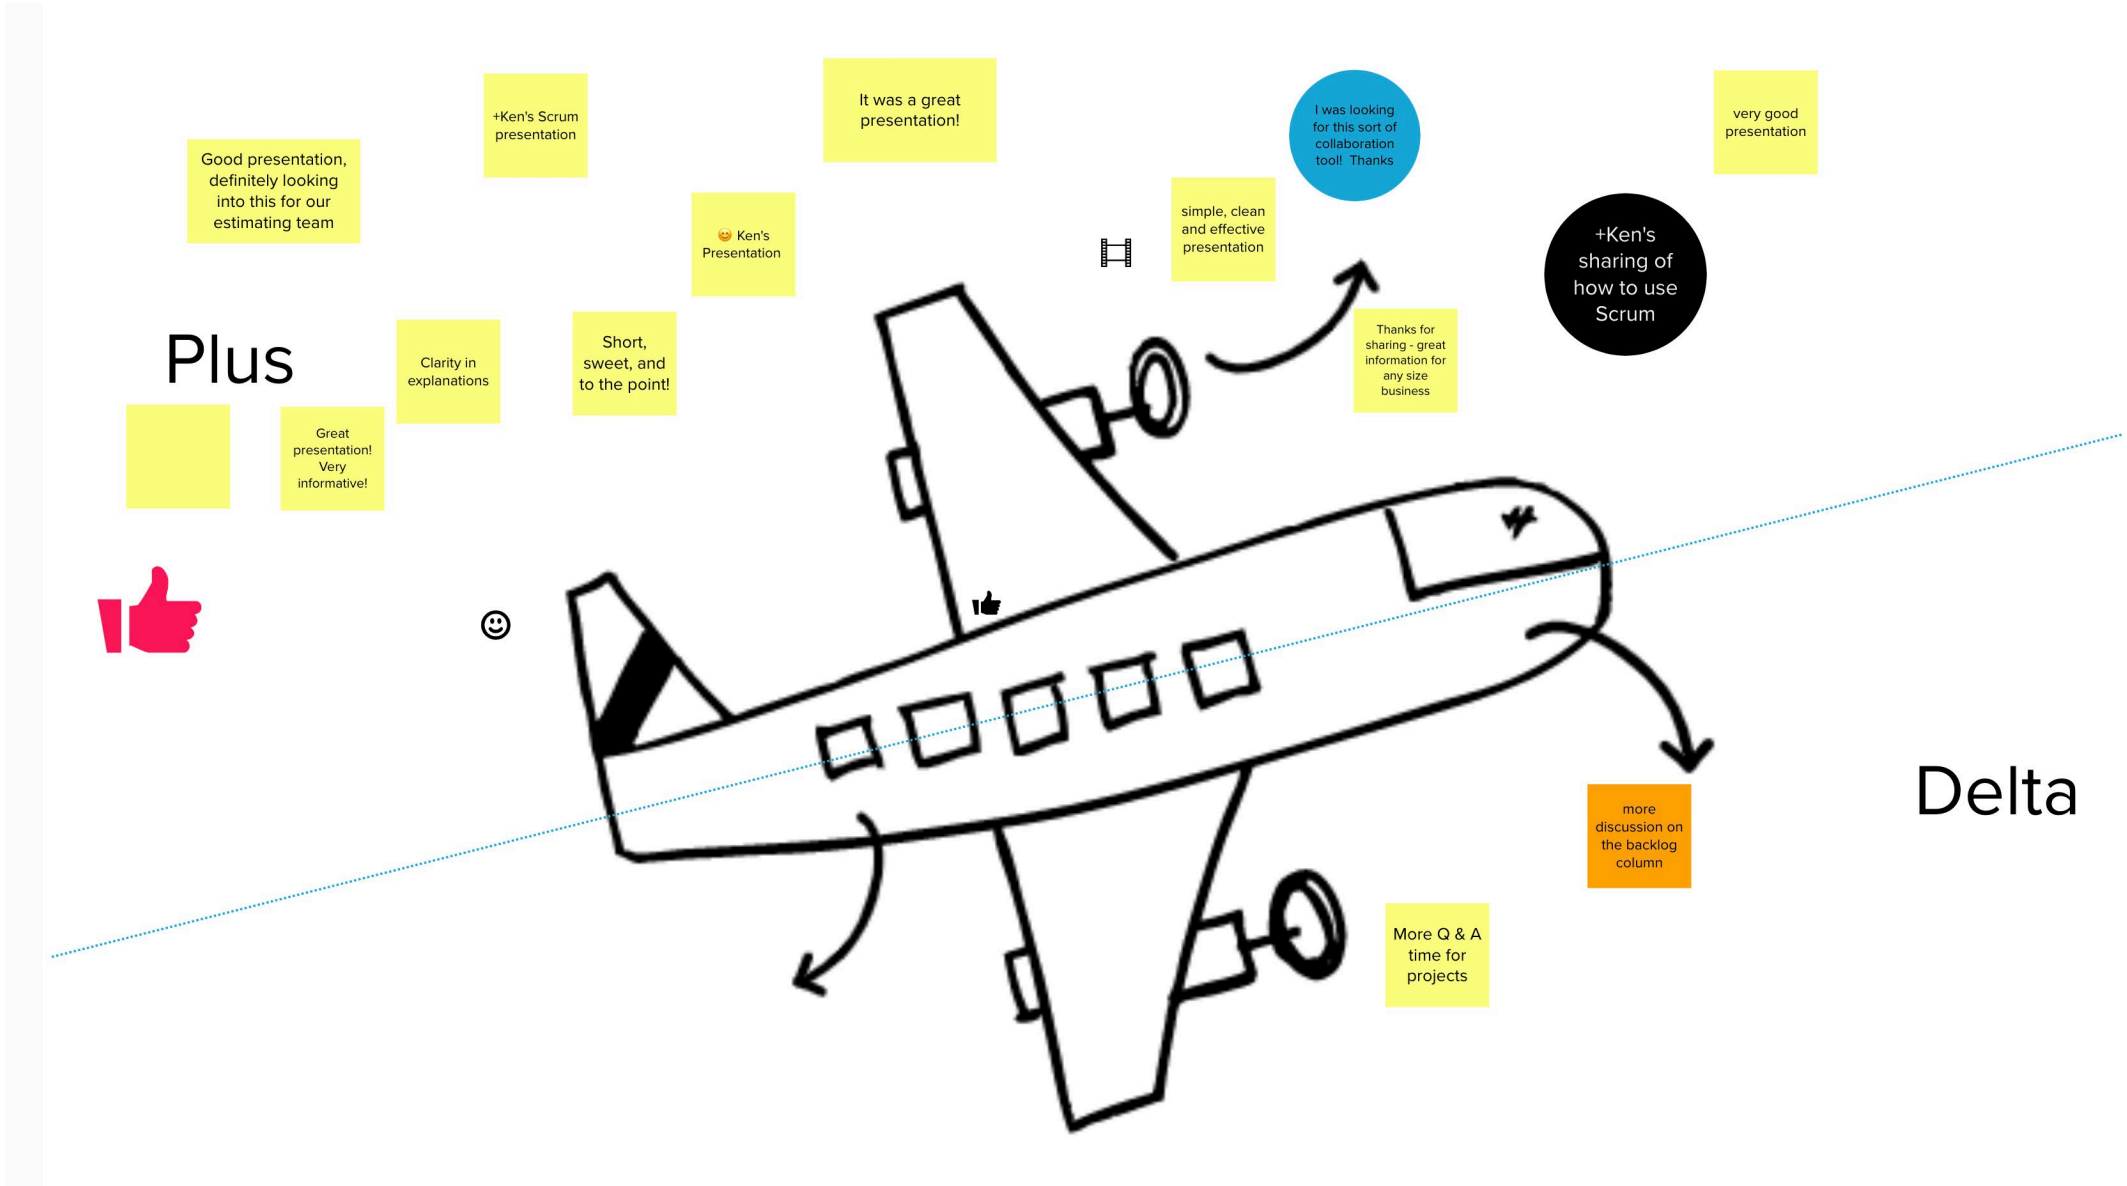 +Ken's Scrum
presentation
It was a great
presentation!
I was looking
for this sort of
collaboration
tool!  Thanks
very good
presentation
Good presentation,
definitely looking
into this for our
estimating team
😊 Ken's
Presentation
simple, clean
and effective
presentation
+Ken's
sharing of
how to use
Scrum
Plus
Clarity in
explanations
Short,
sweet, and
to the point!
Thanks for
sharing - great
information for
any size
business
Great
presentation!
Very
informative!
Delta
more
discussion on
the backlog
column
More Q & A
time for
projects